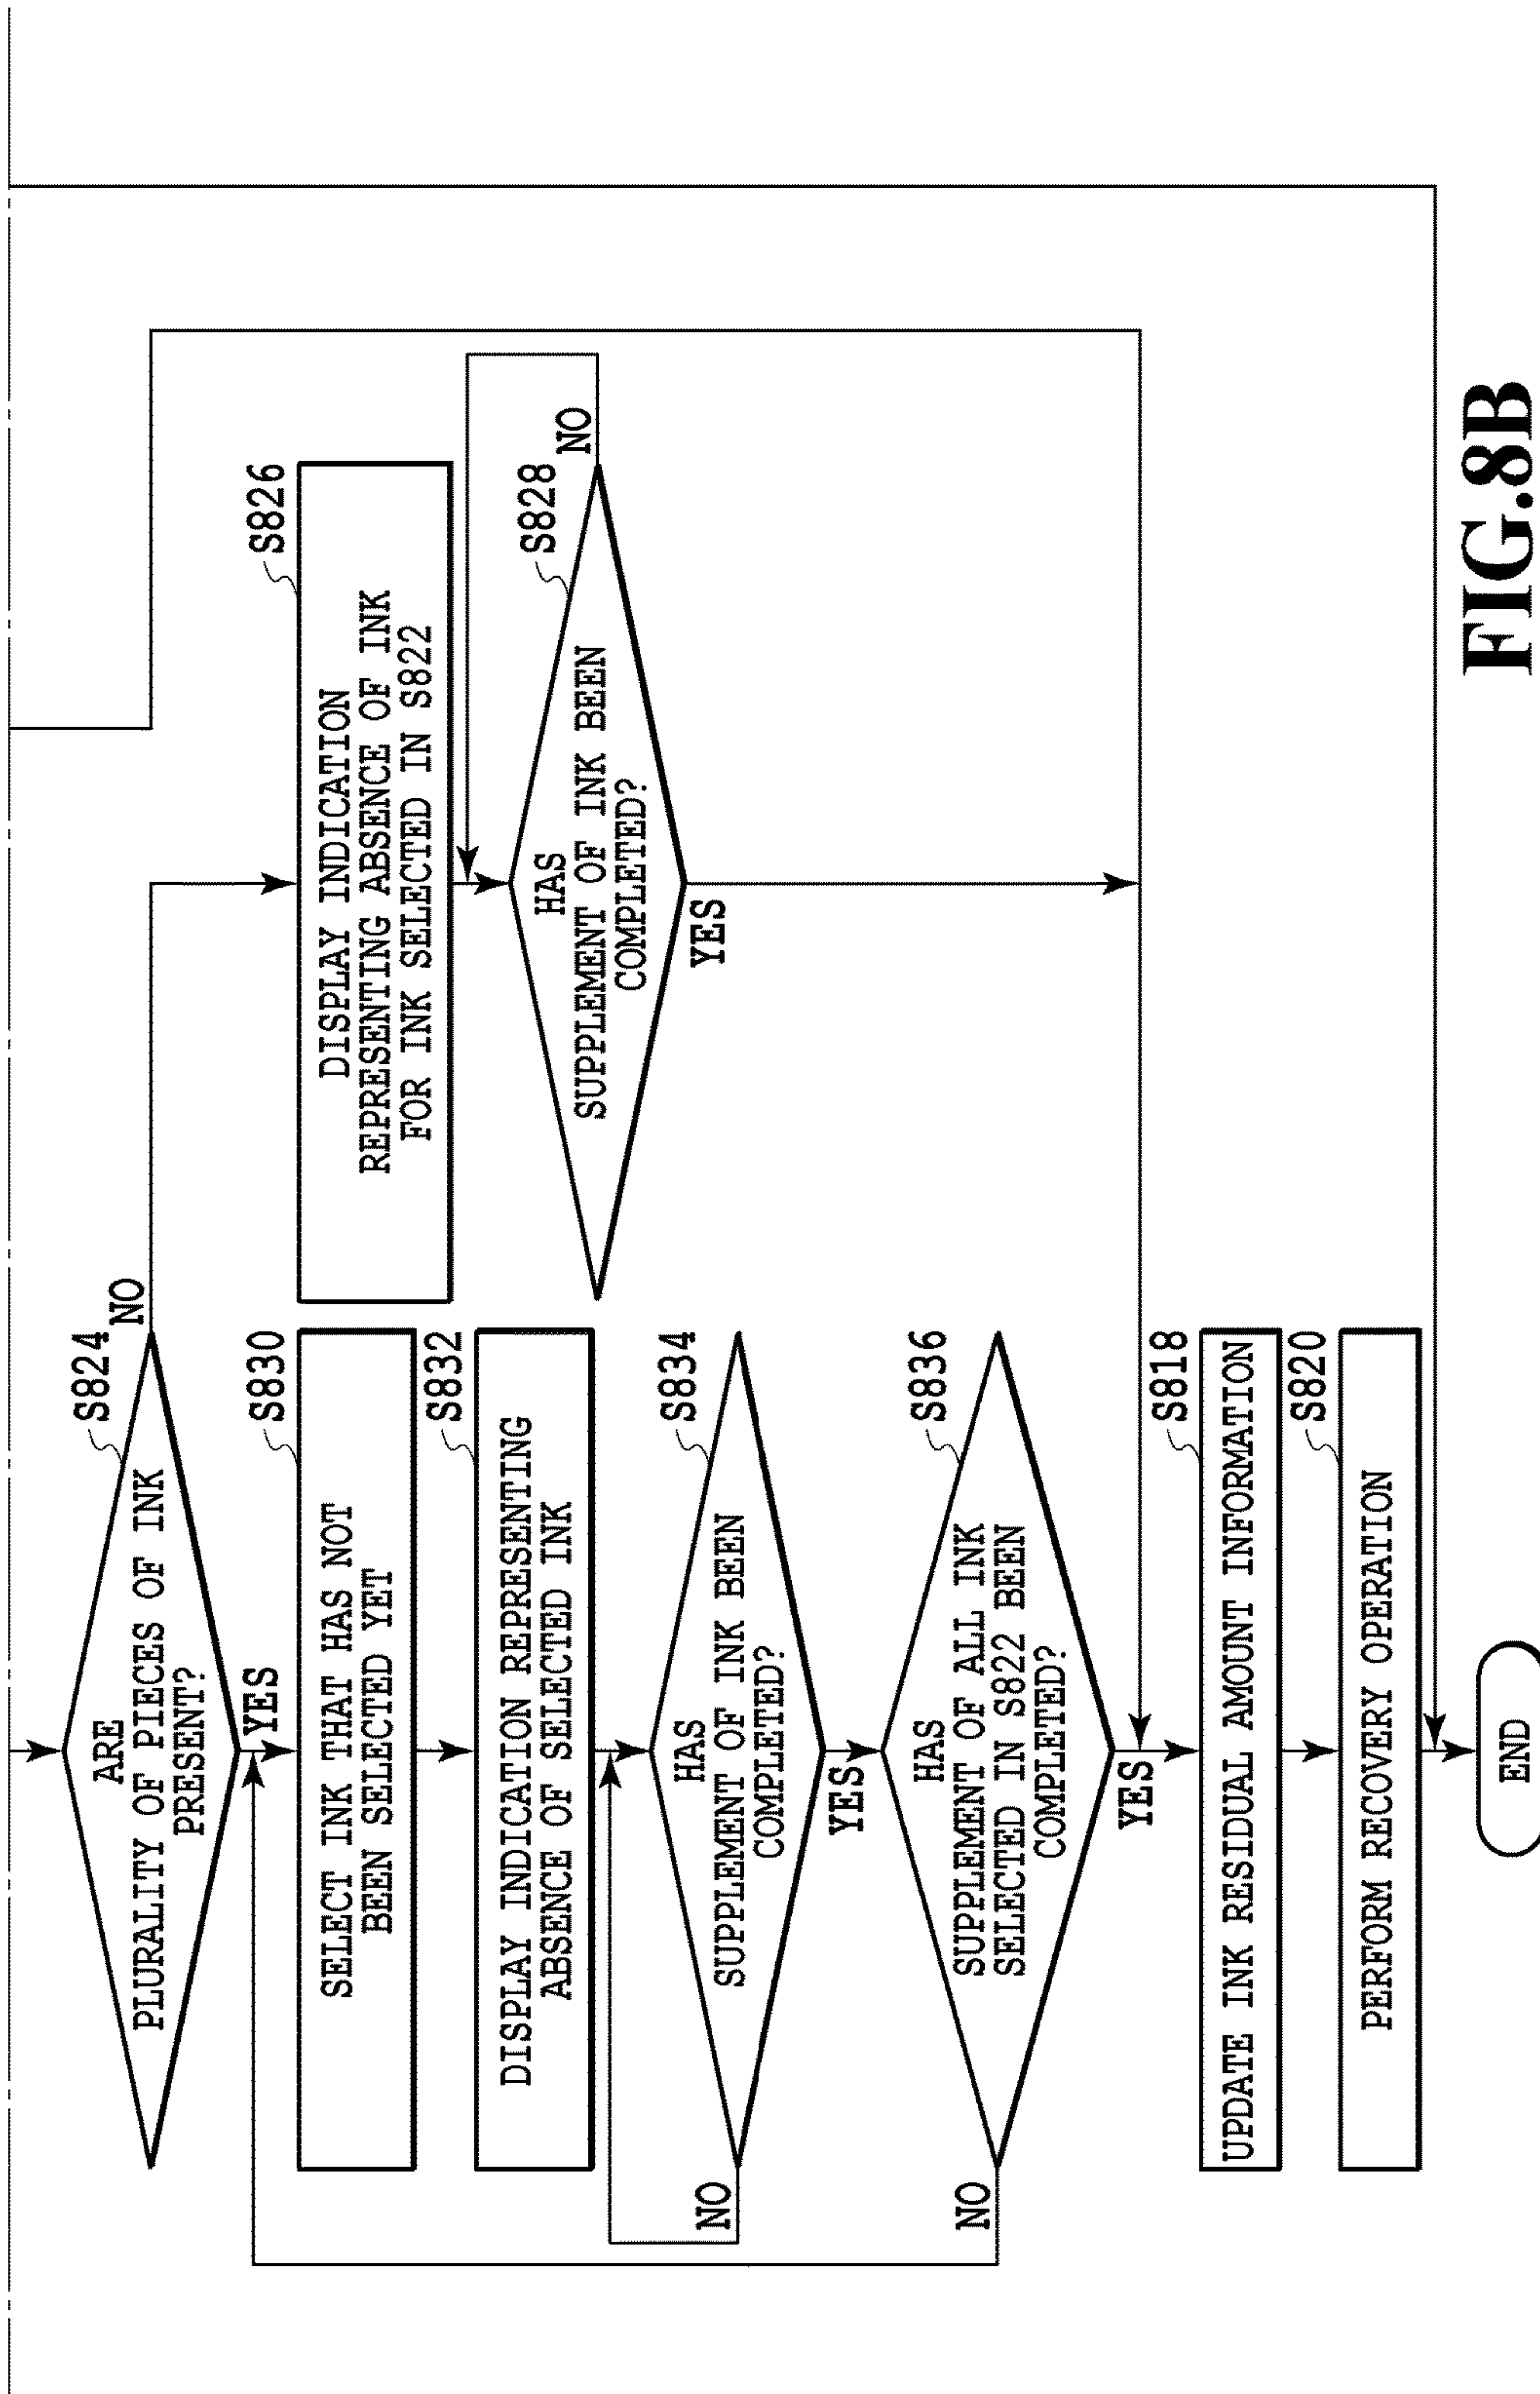 S824
ARE
PLURALITY OF PIECES OF INK
PRESENT?
NO
YES
S830
SELECT INK THAT HAS NOT
BEEN SELECTED YET
S832
DISPLAY INDICATION REPRESENTING
ABSENCE OF SELECTED INK
S834
HAS
SUPPLEMENT OF INK BEEN
COMPLETED?
NO
YES
S836
HAS
SUPPLEMENT OF ALL INK
SELECTED IN S822 BEEN
COMPLETED?
NO
YES
S826
DISPLAY INDICATION
REPRESENTING ABSENCE OF INK
FOR INK SELECTED IN S822
S828
HAS
SUPPLEMENT OF INK BEEN
COMPLETED?
NO
YES
S818
UPDATE INK RESIDUAL AMOUNT INFORMATION
S820
PERFORM RECOVERY OPERATION
END
FIG.8B